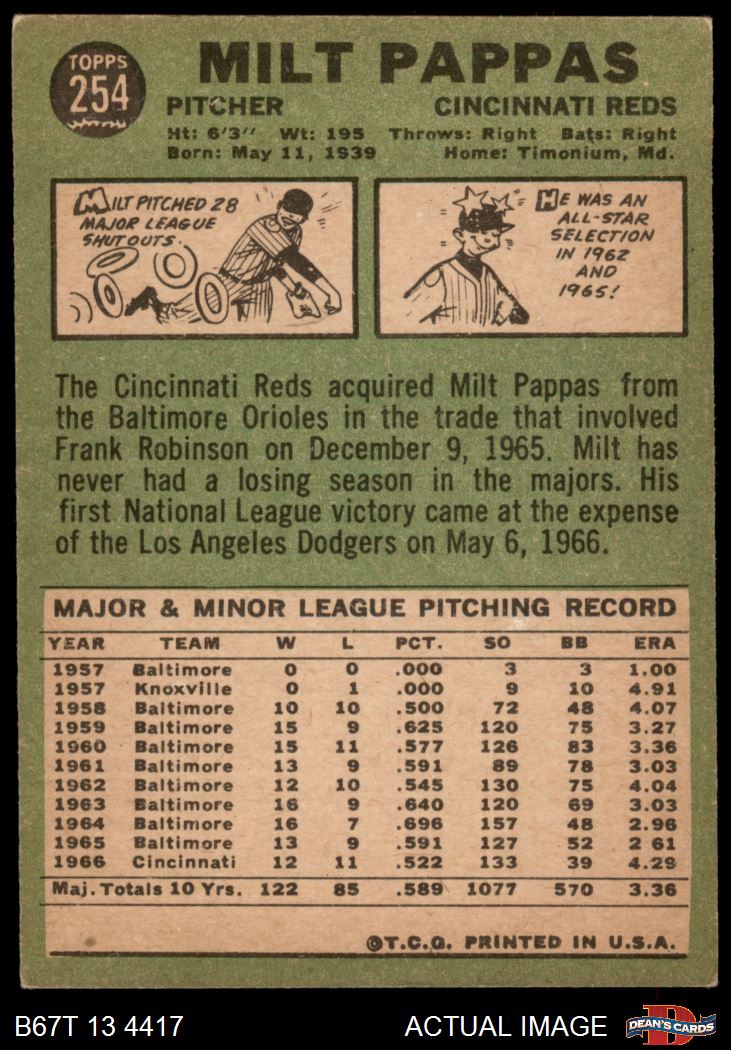 TOPPS
254
MILT PAPPAS
PITCHER CINCINNATI REDS
Ht: 6'3" Wt: 195 Throws: Right Bats: Right
Born: May 11, 1939 Home: Timonium, Md.
MILT PITCHED 28
MAJOR LEAGUE
SHUTOUTS.
HE WAS AN
ALL-STAR
SELECTION
IN 1962
AND
1965!
The Cincinnati Reds acquired Milt Pappas from
the Baltimore Orioles in the trade that involved
Frank Robinson on December 9, 1965. Milt has
never had a losing season in the majors. His
first National League victory came at the expense
of the Los Angeles Dodgers on May 6, 1966.
MAJOR & MINOR LEAGUE PITCHING RECORD
YEAR TEAM W L PCT. SO BB ERA
1957 Baltimore 0 0 .000 3 3 1.00
1957 Knoxville 0 1 .000 9 10 4.91
1958 Baltimore 10 10 .500 72 48 4.07
1959 Baltimore 15 9 .625 120 75 3.27
1960 Baltimore 15 11 .577 126 83 3.36
1961 Baltimore 13 9 .591 89 78 3.03
1962 Baltimore 12 10 .545 130 75 4.04
1963 Baltimore 16 9 .640 120 69 3.03
1964 Baltimore 16 7 .696 157 48 2.96
1965 Baltimore 13 9 .591 127 52 2 61
1966 Cincinnati 12 11 .522 133 39 4.29
Maj. Totals 10 Yrs. 122 85 .589 1077 570 3.36
©T.C.G. PRINTED IN U.S.A.
B67T 13 4417 ACTUAL IMAGE
D
DEAN'S CARDS